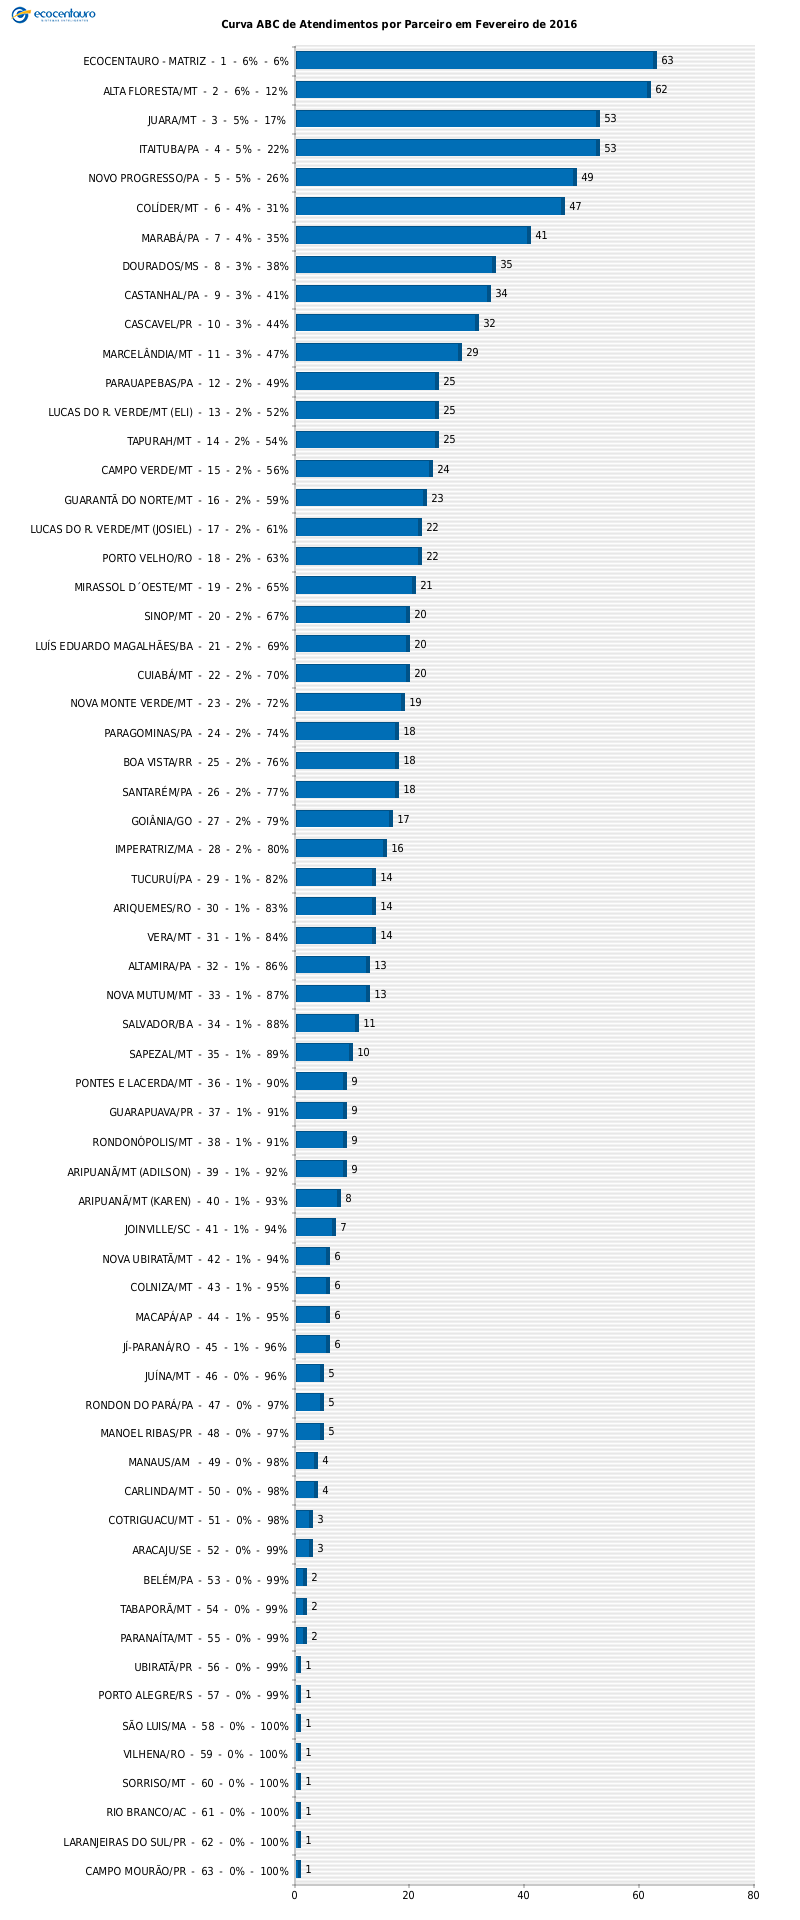 ecocentauro
Curva ABC de Atendimentos por Parceiro em Fevereiro de 2016
ECOCENTAURO - MATRIZ - 1 - 6% - 6% 63
ALTA FLORESTA/MT - 2 - 6% - 12% 62
JUARA/MT - 3 - 5% - 17% 53
ITAITUBA/PA - 4 - 5% - 22% 53
NOVO PROGRESSO/PA - 5 - 5% - 26% 49
COLÍDER/MT - 6 - 4% - 31% 47
MARABÁ/PA - 7 - 4% - 35% 41
DOURADOS/MS - 8 - 3% - 38% 35
CASTANHAL/PA - 9 - 3% - 41% 34
CASCAVEL/PR - 10 - 3% - 44% 32
MARCELÂNDIA/MT - 11 - 3% - 47% 29
PARAUAPEBAS/PA - 12 - 2% - 49% 25
LUCAS DO R. VERDE/MT (ELI) - 13 - 2% - 52% 25
TAPURAH/MT - 14 - 2% - 54% 25
CAMPO VERDE/MT - 15 - 2% - 56% 24
GUARANTÃ DO NORTE/MT - 16 - 2% - 59% 23
LUCAS DO R. VERDE/MT (JOSIEL) - 17 - 2% - 61% 22
PORTO VELHO/RO - 18 - 2% - 63% 22
MIRASSOL D´OESTE/MT - 19 - 2% - 65% 21
SINOP/MT - 20 - 2% - 67% 20
LUÍS EDUARDO MAGALHÃES/BA - 21 - 2% - 69% 20
CUIABÁ/MT - 22 - 2% - 70% 20
NOVA MONTE VERDE/MT - 23 - 2% - 72% 19
PARAGOMINAS/PA - 24 - 2% - 74% 18
BOA VISTA/RR - 25 - 2% - 76% 18
SANTARÉM/PA - 26 - 2% - 77% 18
GOIÂNIA/GO - 27 - 2% - 79% 17
IMPERATRIZ/MA - 28 - 2% - 80% 16
TUCURUÍ/PA - 29 - 1% - 82% 14
ARIQUEMES/RO - 30 - 1% - 83% 14
VERA/MT - 31 - 1% - 84% 14
ALTAMIRA/PA - 32 - 1% - 86% 13
NOVA MUTUM/MT - 33 - 1% - 87% 13
SALVADOR/BA - 34 - 1% - 88% 11
SAPEZAL/MT - 35 - 1% - 89% 10
PONTES E LACERDA/MT - 36 - 1% - 90% 9
GUARAPUAVA/PR - 37 - 1% - 91% 9
RONDONÓPOLIS/MT - 38 - 1% - 91% 9
ARIPUANÃ/MT (ADILSON) - 39 - 1% - 92% 9
ARIPUANÃ/MT (KAREN) - 40 - 1% - 93% 8
JOINVILLE/SC - 41 - 1% - 94% 7
NOVA UBIRATÃ/MT - 42 - 1% - 94% 6
COLNIZA/MT - 43 - 1% - 95% 6
MACAPÁ/AP - 44 - 1% - 95% 6
JÍ-PARANÁ/RO - 45 - 1% - 96% 6
JUÍNA/MT - 46 - 0% - 96% 5
RONDON DO PARÁ/PA - 47 - 0% - 97% 5
MANOEL RIBAS/PR - 48 - 0% - 97% 5
MANAUS/AM - 49 - 0% - 98% 4
CARLINDA/MT - 50 - 0% - 98% 4
COTRIGUACU/MT - 51 - 0% - 98% 3
ARACAJU/SE - 52 - 0% - 99% 3
BELÉM/PA - 53 - 0% - 99% 2
TABAPORÃ/MT - 54 - 0% - 99% 2
PARANAÍTA/MT - 55 - 0% - 99% 2
UBIRATÃ/PR - 56 - 0% - 99% 1
PORTO ALEGRE/RS - 57 - 0% - 99% 1
SÃO LUIS/MA - 58 - 0% - 100% 1
VILHENA/RO - 59 - 0% - 100% 1
SORRISO/MT - 60 - 0% - 100% 1
RIO BRANCO/AC - 61 - 0% - 100% 1
LARANJEIRAS DO SUL/PR - 62 - 0% - 100% 1
CAMPO MOURÃO/PR - 63 - 0% - 100% 1
0 20 40 60 80